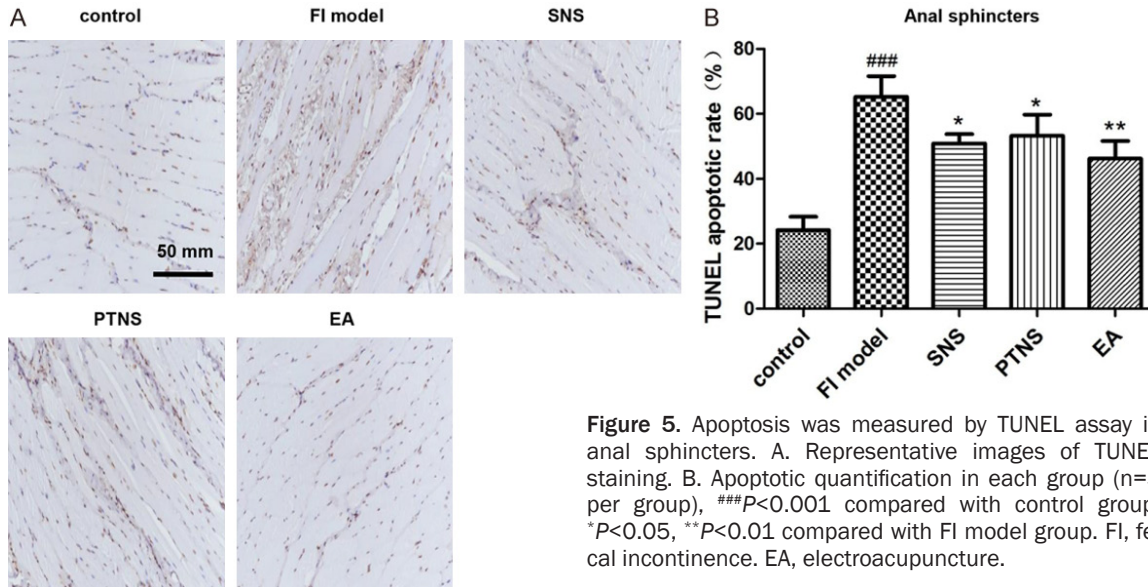 A
control
FI model
SNS
50 mm
PTNS
EA
B
Anal sphincters
TUNEL apoptotic rate (%)
80
60
40
20
0
###
*
*
**
control
FI model
SNS
PTNS
EA
Figure 5. Apoptosis was measured by TUNEL assay i
anal sphincters. A. Representative images of TUNE
staining. B. Apoptotic quantification in each group (n=
per group), ###P<0.001 compared with control group
*P<0.05, **P<0.01 compared with FI model group. FI, fe
cal incontinence. EA, electroacupuncture.